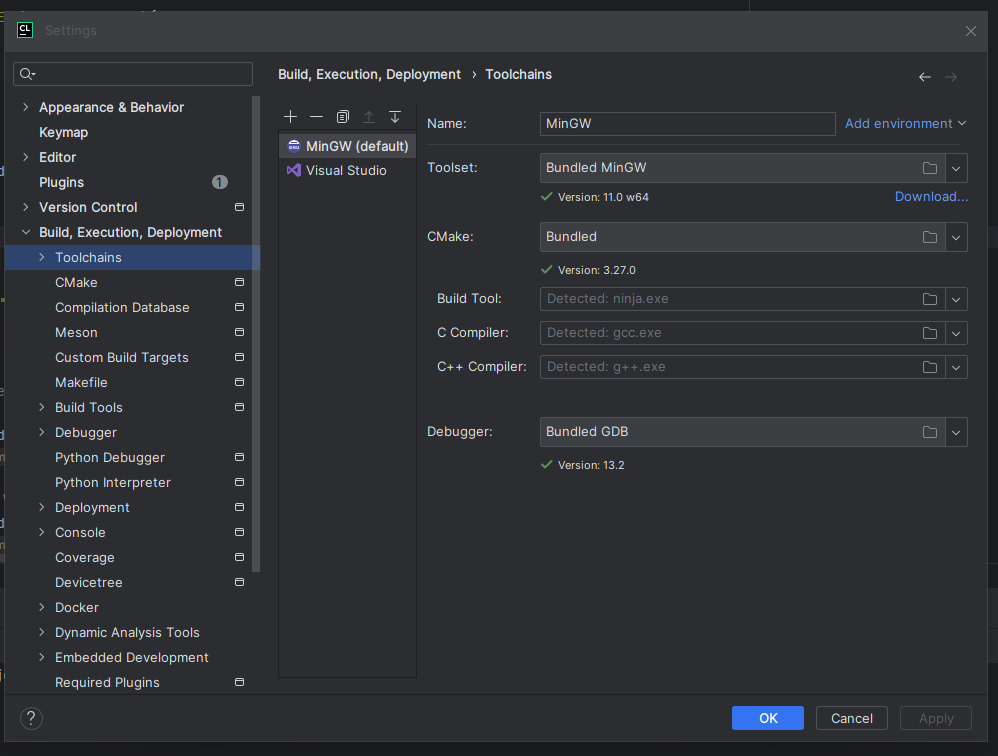 CL
Settings
Build, Execution, Deployment › Toolchains
Appearance & Behavior
Keymap
Editor
Plugins 1
Version Control
Build, Execution, Deployment
Toolchains
CMake
Compilation Database
Meson
Custom Build Targets
Makefile
Build Tools
Debugger
Python Debugger
Python Interpreter
Deployment
Console
Coverage
Devicetree
Docker
Dynamic Analysis Tools
Embedded Development
Required Plugins
GNU MinGW (default)
Visual Studio
Name: MinGW Add environment
Toolset: Bundled MinGW
Version: 11.0 w64 Download...
CMake: Bundled
Version: 3.27.0
Build Tool: Detected: ninja.exe
C Compiler: Detected: gcc.exe
C++ Compiler: Detected: g++.exe
Debugger: Bundled GDB
Version: 13.2
?
OK Cancel Apply